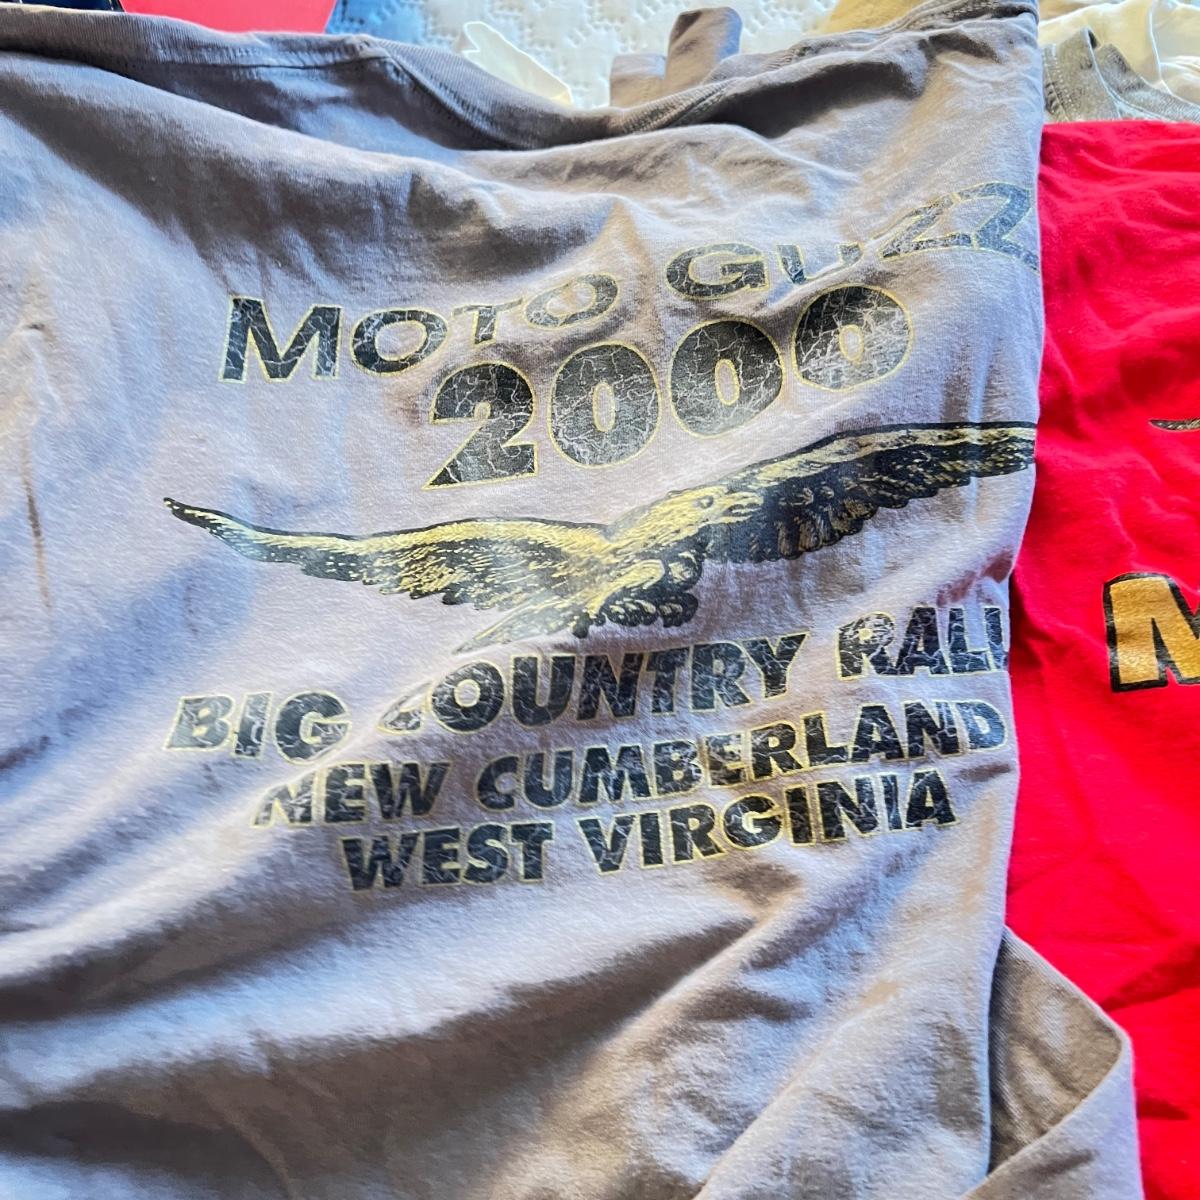 MOTO GUZZ
2000
BIG COUNTRY RALL
NEW CUMBERLAND
WEST VIRGINIA
M